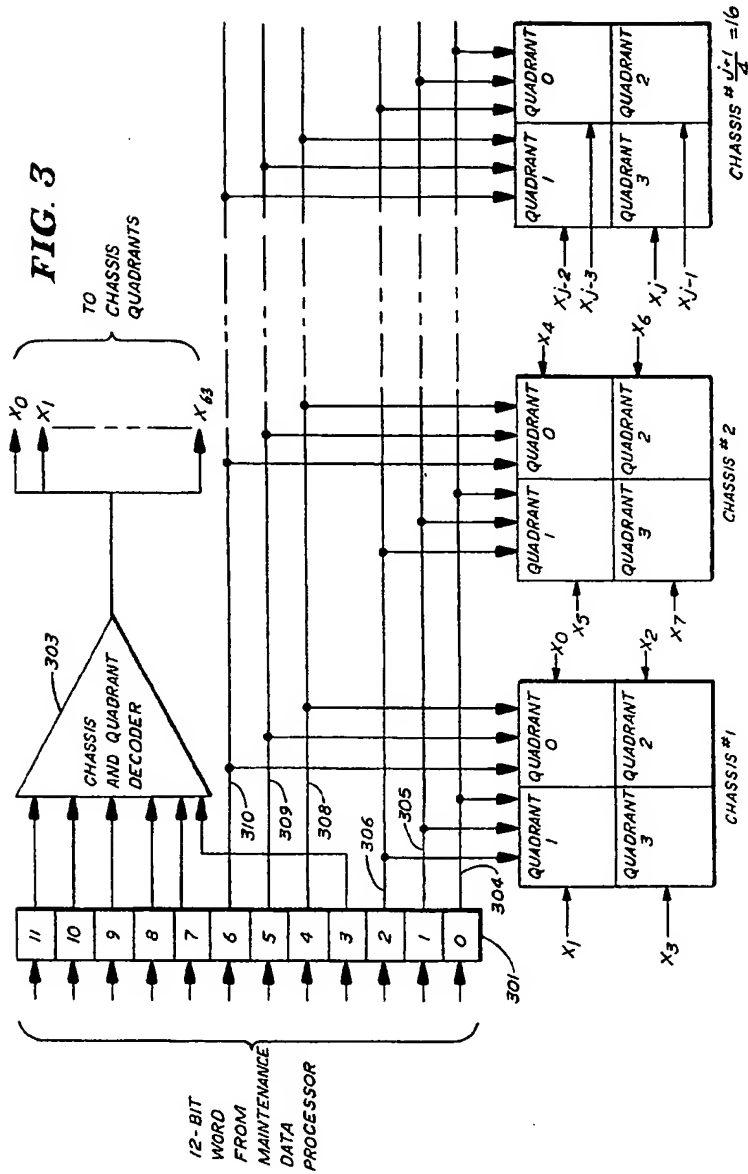 FIG. 3
12-BIT
WORD
FROM
MAINTENANCE
DATA
PROCESSOR
11
10
9
8
7
6
5
4
3
2
1
0
301
303
CHASSIS
AND QUADRANT
DECODER
X0
X1
X63
TO
CHASSIS
QUADRANTS
310
309
308
306
305
304
QUADRANT
1
QUADRANT
0
3
QUADRANT
2
QUADRANT
X1
X3
X0
X2
CHASSIS #1
QUADRANT
1
QUADRANT
0
3
QUADRANT
2
QUADRANT
X5
X7
X4
X6
CHASSIS #2
QUADRANT
1
QUADRANT
0
QUADRANT
3
QUADRANT
2
Xj-2
Xj-3
Xj
Xj-1
CHASSIS # j+1/4 = 16